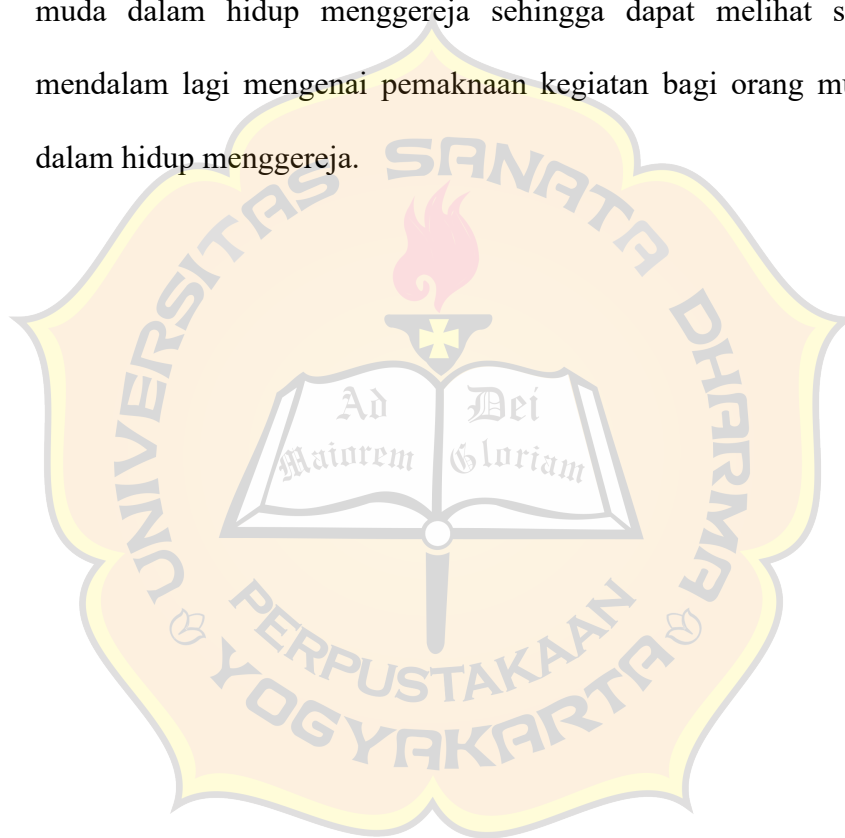 muda dalam hidup menggereja sehingga dapat melihat s
mendalam lagi mengenai pemaknaan kegiatan bagi orang mu
dalam hidup menggereja.
UNIVERSITAS SANATA DHARMA
Ad Dei
Maiorem Gloriam
PERPUSTAKAAN
YOGYAKARTA